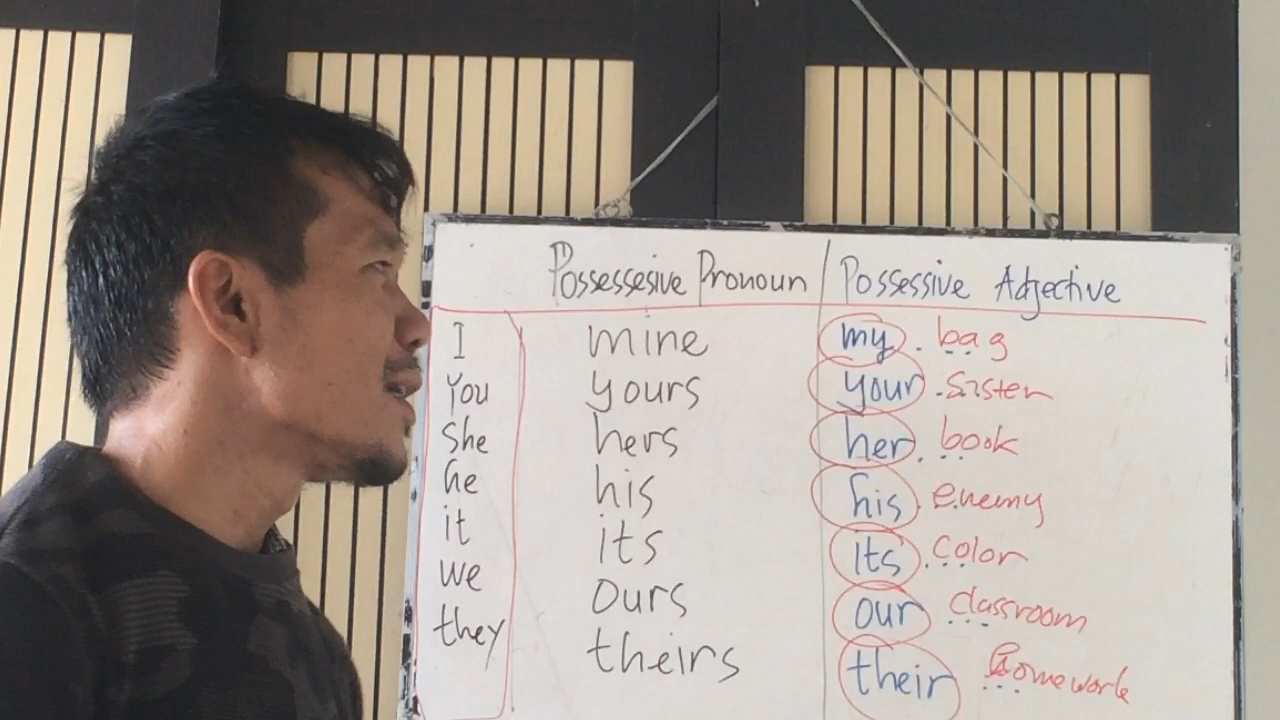 Possessesive Pronoun Possessive Adjective
I mine my bag
You yours your sister
she hers her book
he his his enemy
it its its color
we ours our classroom
they theirs their homework